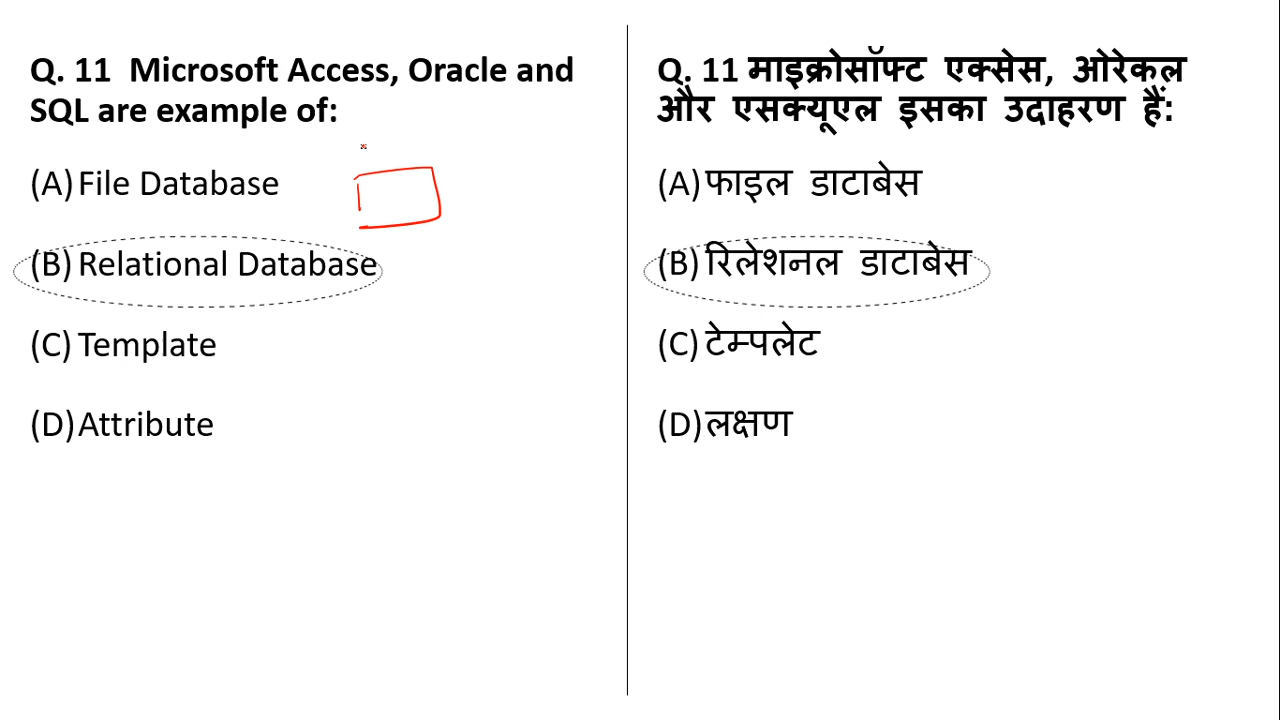 Q. 11 Microsoft Access, Oracle and
SQL are example of:
(A) File Database
(B) Relational Database
(C) Template
(D) Attribute
Q. 11 माइक्रोसॉफ्ट एक्सेस, ओरेकल
और एसक्यूएल इसका उदाहरण हैं:
(A) फाइल डाटाबेस
(B) रिलेशनल डाटाबेस
(C) टेम्पलेट
(D) लक्षण